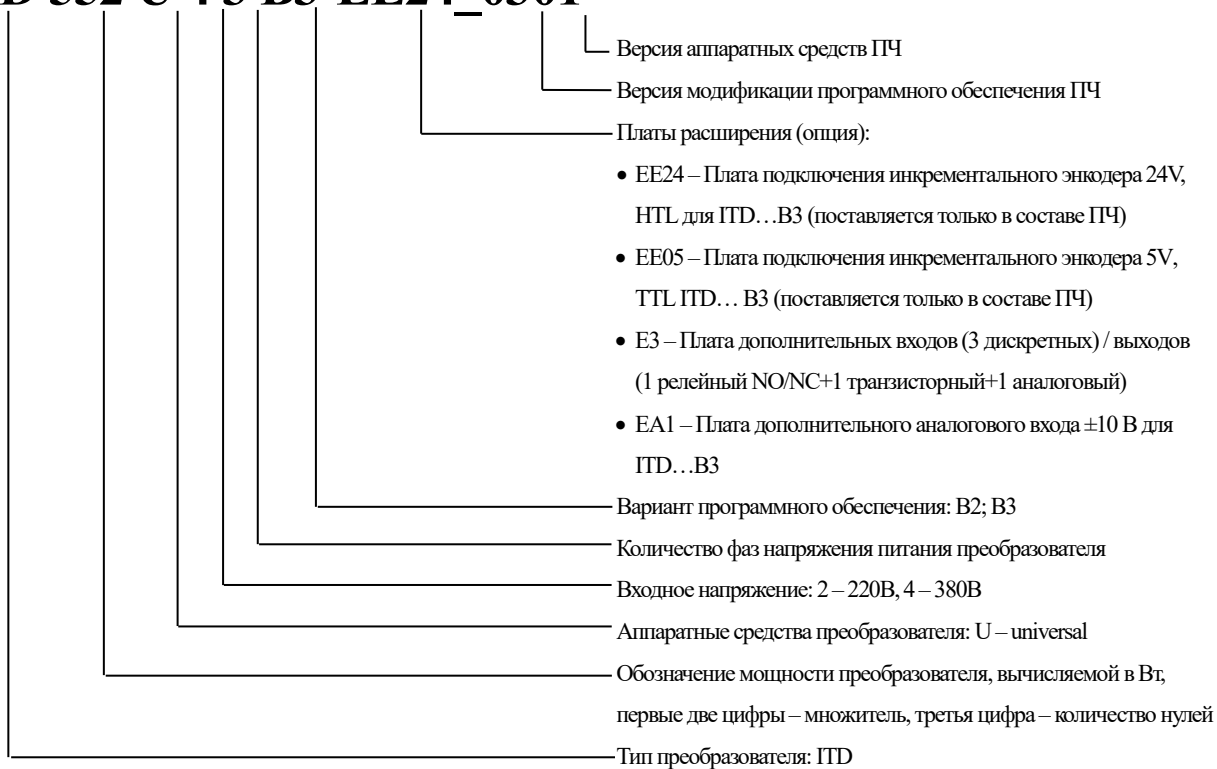 Версия аппаратных средств ПЧ
Версия модификации программного обеспечения ПЧ
Платы расширения (опция):
• EE24 – Плата подключения инкрементального энкодера 24V,
HTL для ITD…B3 (поставляется только в составе ПЧ)
• EE05 – Плата подключения инкрементального энкодера 5V,
TTL ITD… B3 (поставляется только в составе ПЧ)
• E3 – Плата дополнительных входов (3 дискретных) / выходов
(1 релейный NO/NC+1 транзисторный+1 аналоговый)
• EA1 – Плата дополнительного аналогового входа ±10 В для
ITD…B3
Вариант программного обеспечения: B2; B3
Количество фаз напряжения питания преобразователя
Входное напряжение: 2 – 220В, 4 – 380В
Аппаратные средства преобразователя: U – universal
Обозначение мощности преобразователя, вычисляемой в Вт,
первые две цифры – множитель, третья цифра – количество нулей
Тип преобразователя: ITD